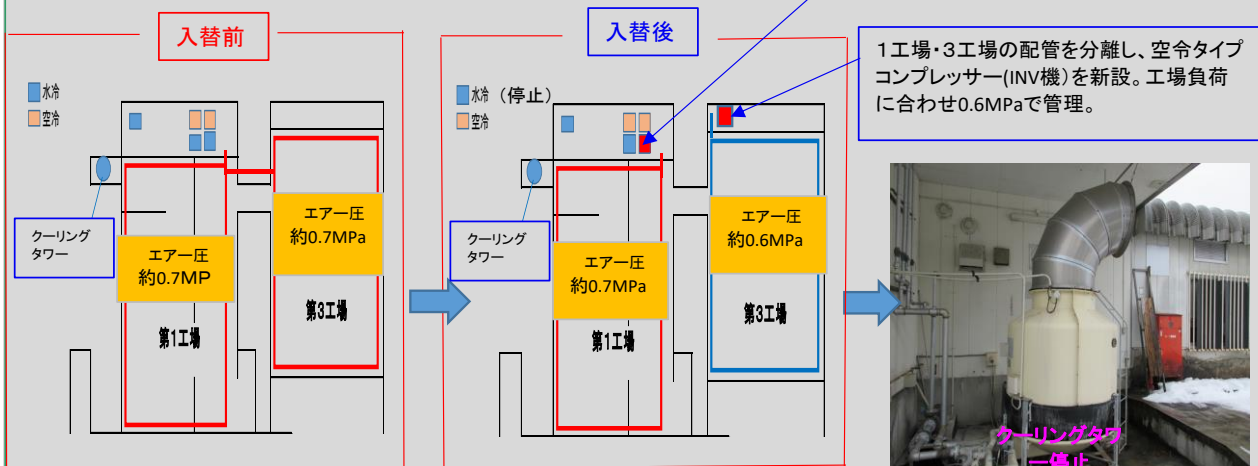 入替前
水冷
空冷
クーリング
タワー
エアー圧
約0.7MP
エアー圧
約0.7MPa
第1工場
第3工場
入替後
水冷（停止）
空冷
クーリング
タワー
エアー圧
約0.7MPa
エアー圧
約0.6MPa
第1工場
第3工場
1工場・3工場の配管を分離し、空令タイプ
コンプレッサー(INV機)を新設。工場負荷
に合わせ0.6MPaで管理。
クーリングタワ
ー停止